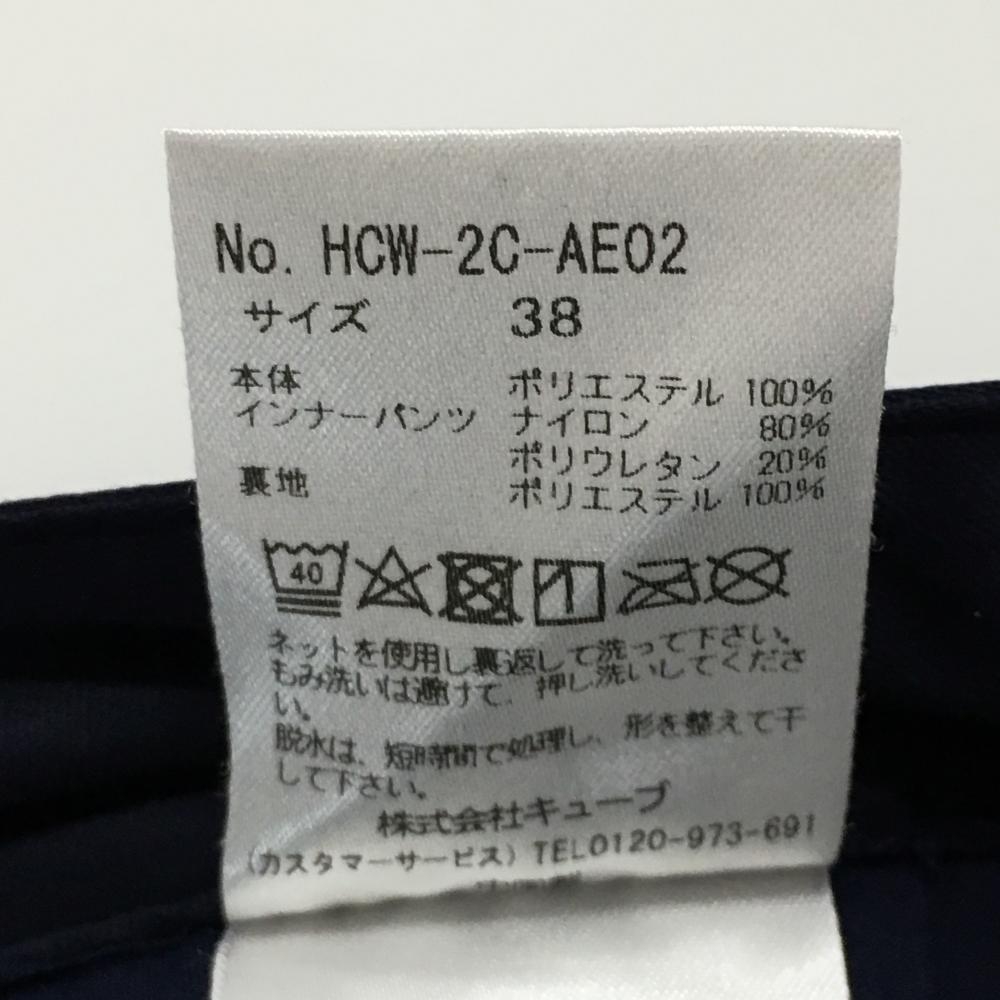 No. HCW-2C-AE02
サイズ 38
本体 ポリエステル 100%
インナーパンツ ナイロン 80%
ポリウレタン 20%
裏地 ポリエステル 100%
40
ネットを使用し裏返して洗って下さい。
もみ洗いは避けて、押し洗いしてくださ
い。
脱水は、短時間で処理し、形を整えて干
して下さい。
株式会社キューブ
(カスタマーサービス) TEL0120-973-691